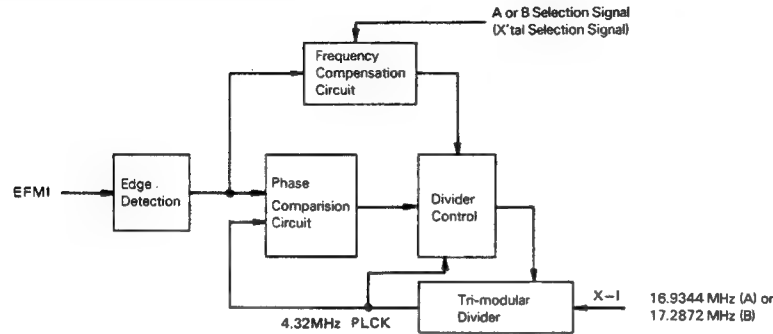 A or B Selection Signal
(X'tal Selection Signal)
Frequency
Compensation
Circuit
EFMI
Edge
Detection
Phase
Comparision
Circuit
Divider
Control
Tri-modular
Divider
X-I
16.9344 MHz (A) or
17.2872 MHz (B)
4.32MHz PLCK